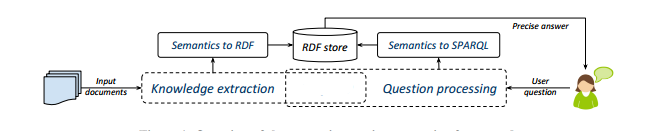 Precise answer
Semantics to RDF
RDF store
Semantics to SPARQL
Input
documents
Knowledge extraction
Question processing
User
question